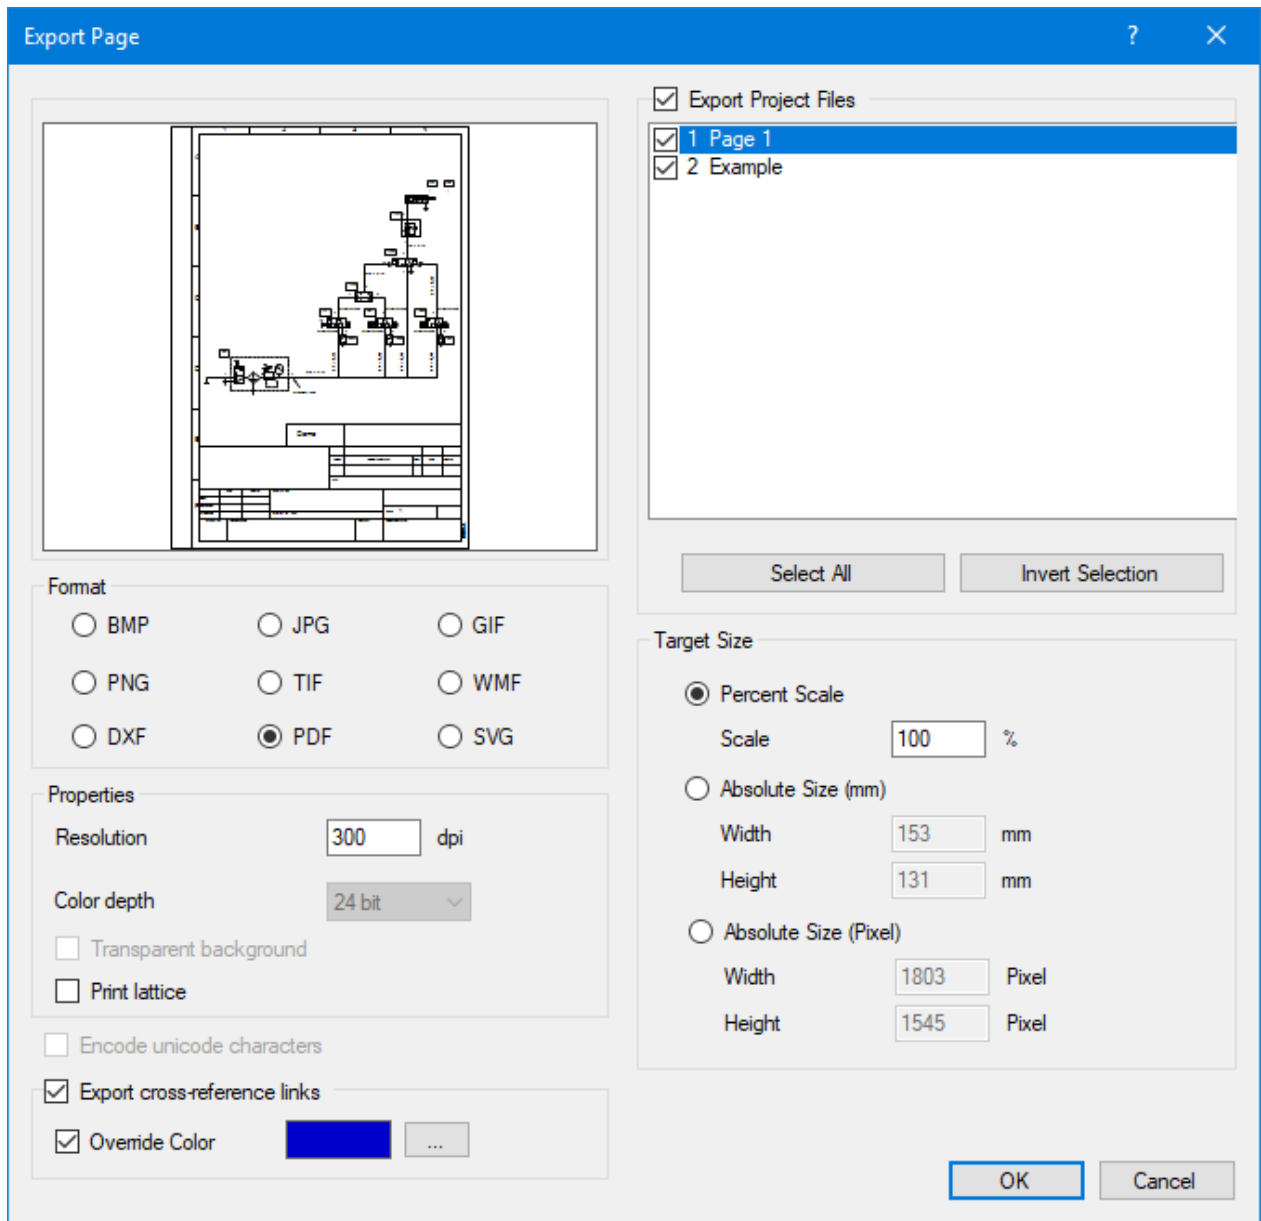 Export Page
?
Export Project Files
1 Page 1
2 Example
Select All
Invert Selection
Format
BMP
JPG
GIF
PNG
TIF
WMF
DXF
PDF
SVG
Properties
Resolution 300 dpi
Color depth 24 bit
Transparent background
Print lattice
Encode unicode characters
Export cross-reference links
Override Color ...
Target Size
Percent Scale
Scale 100 %
Absolute Size (mm)
Width 153 mm
Height 131 mm
Absolute Size (Pixel)
Width 1803 Pixel
Height 1545 Pixel
OK
Cancel